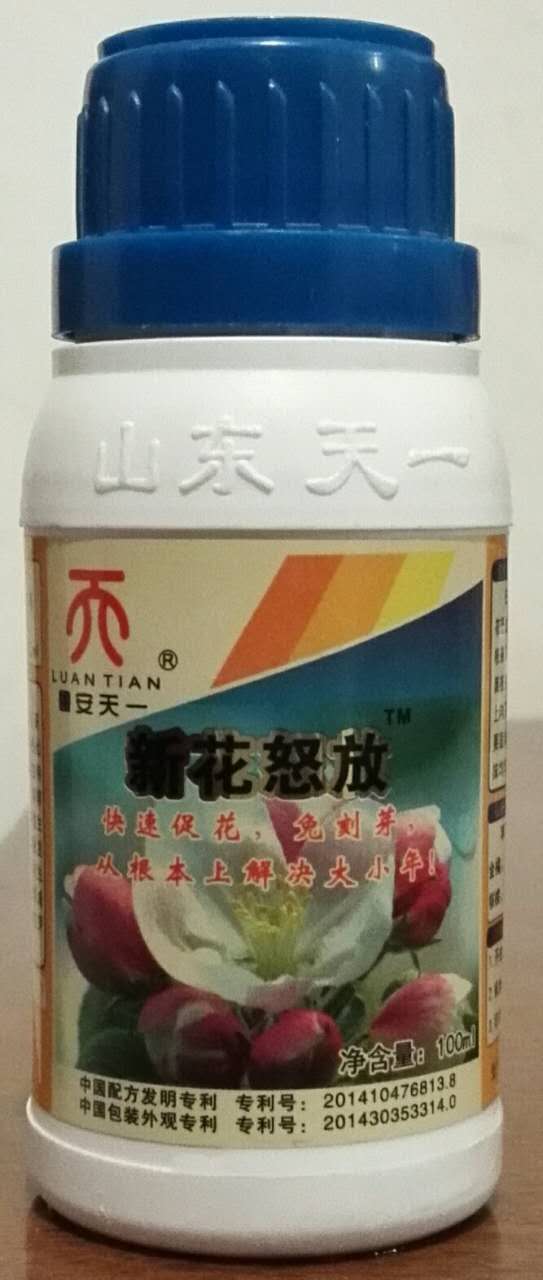 山东天一
®
LUAN TIAN
安天一
新花怒放™
快速促花,免刻芽,
从根本上解决大小年!
净含量:100ml
中国配方发明专利 专利号:201410476813.8
中国包装外观专利 专利号:201430353314.0